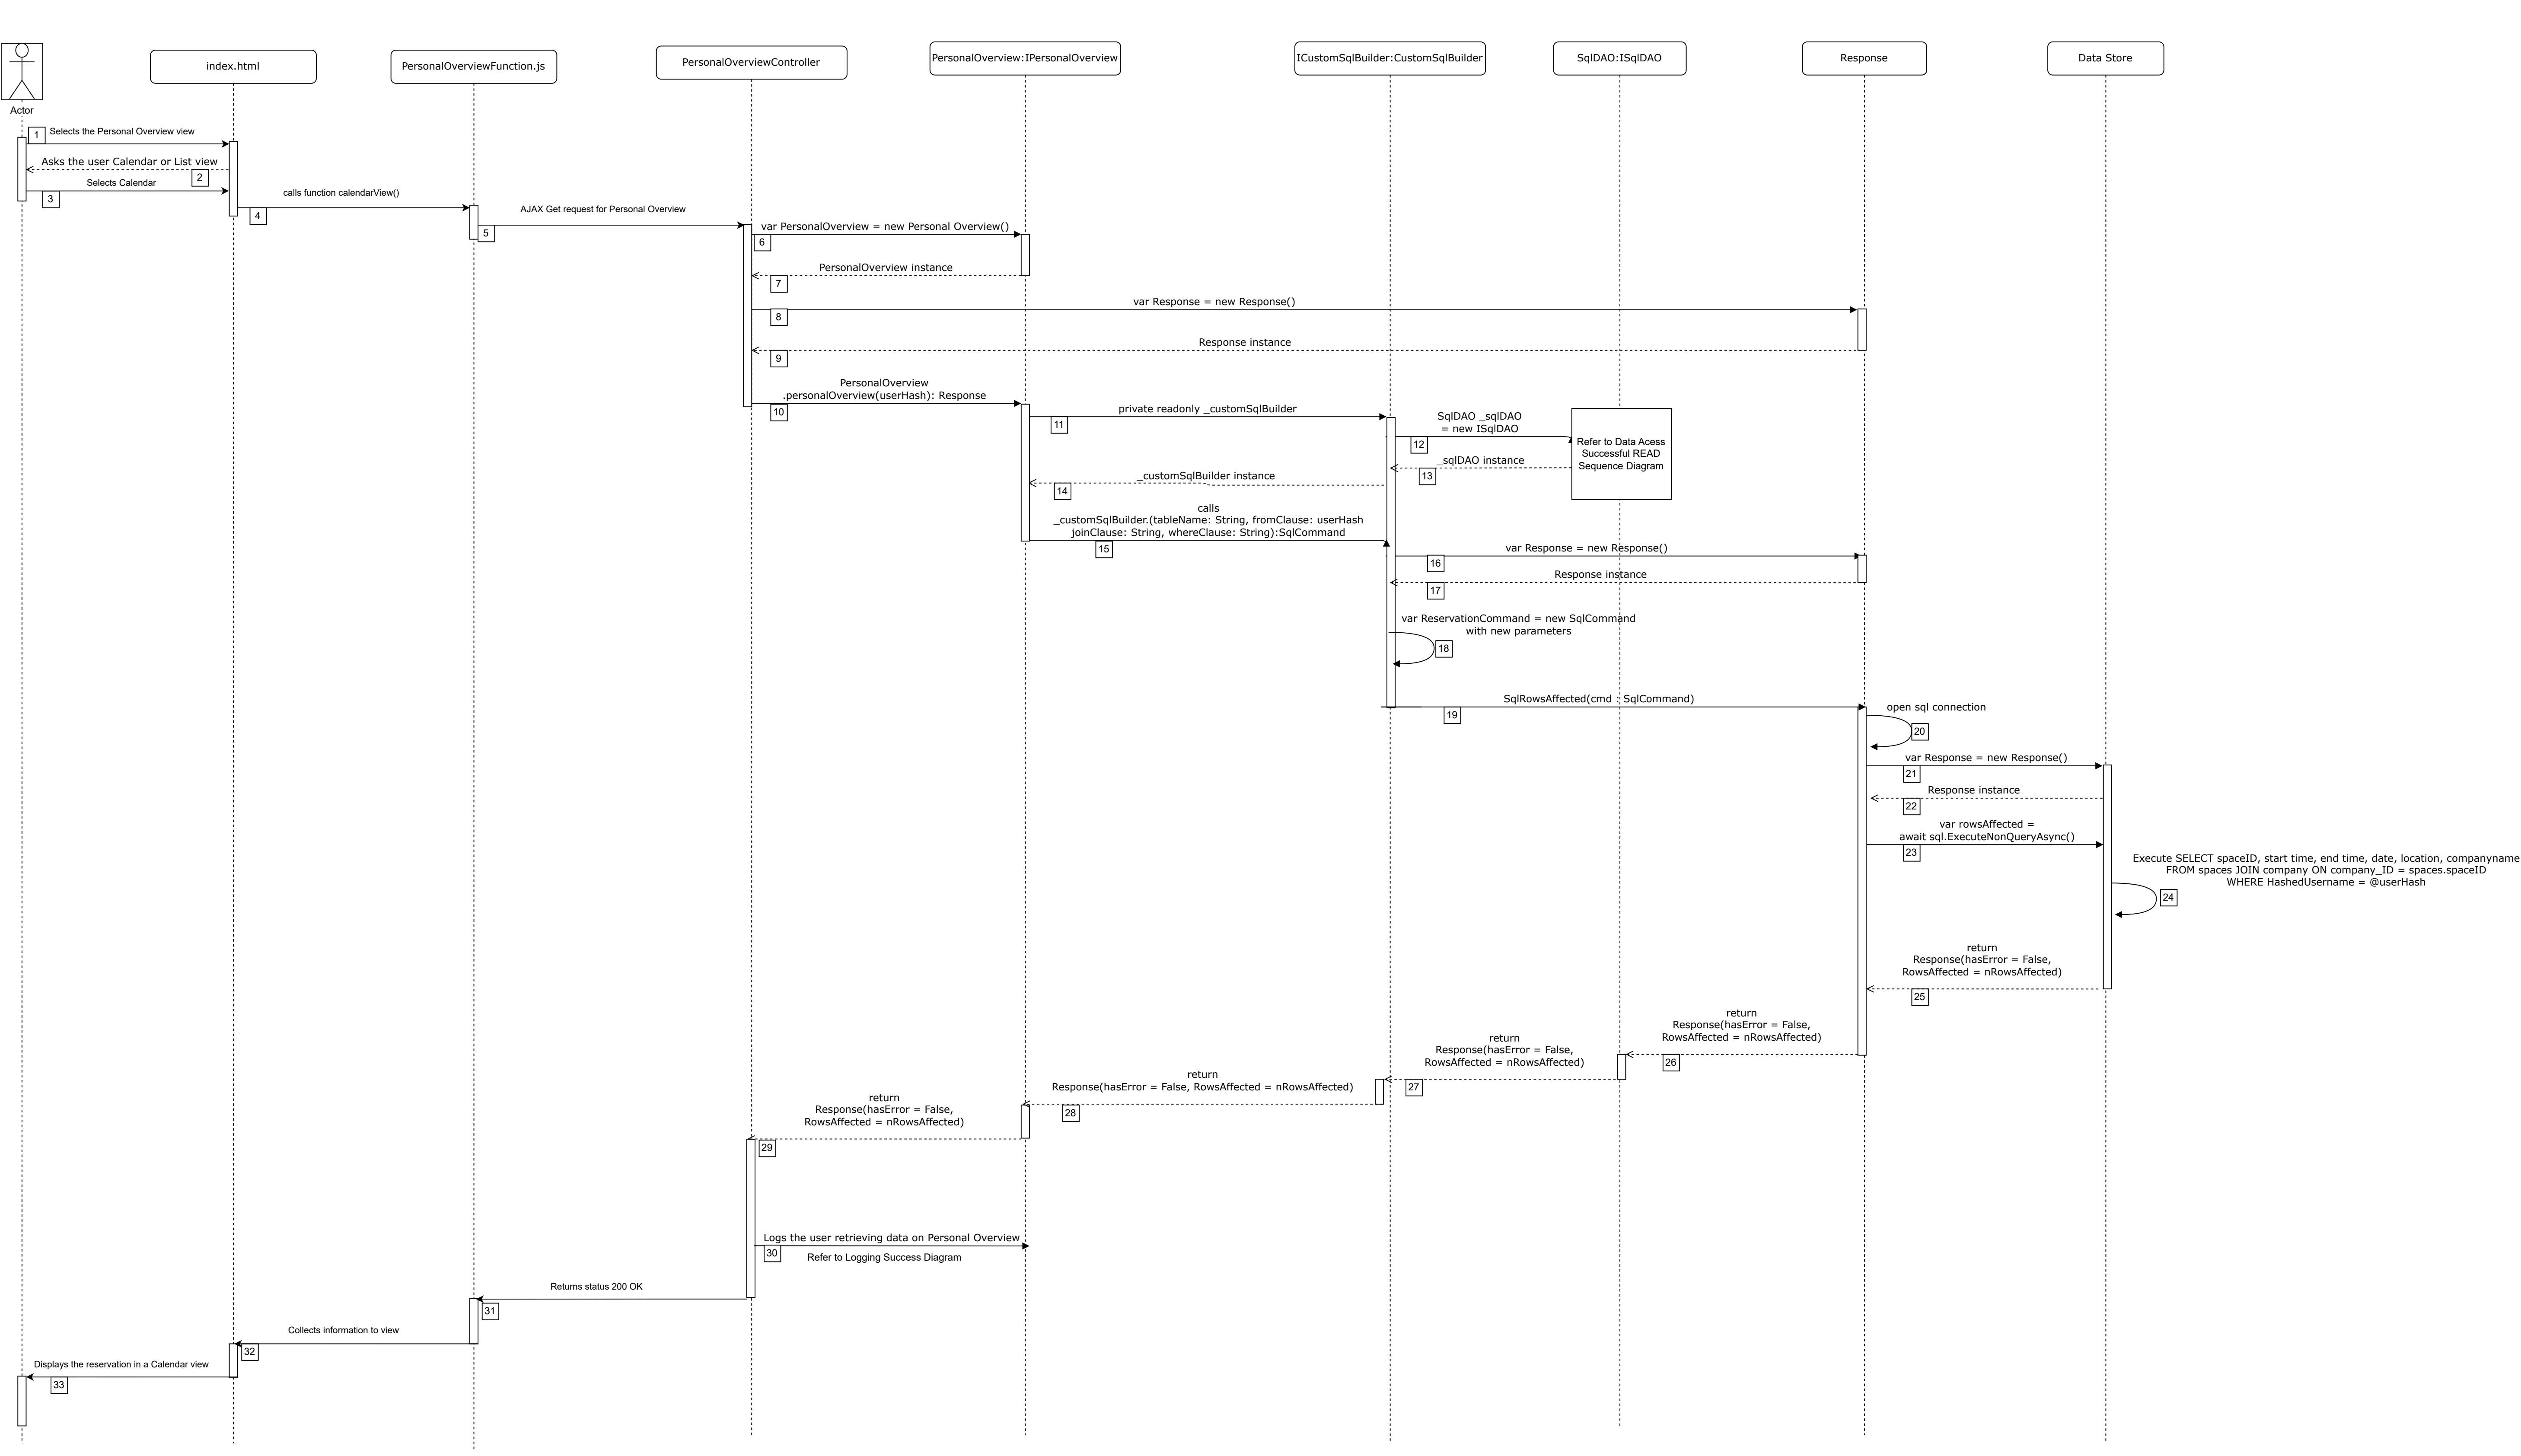 index.html
PersonalOverviewFunction.js
PersonalOverviewController
PersonalOverview:IPersonalOverview
ICustomSqlBuilder:CustomSqlBuilder
SqlDAO:ISqlDAO
Response
Data Store
Actor
1
Selects the Personal Overview view
Asks the user Calendar or List view
2
Selects Calendar
3
calls function calendarView()
4
AJAX Get request for Personal Overview
5
var PersonalOverview = new Personal Overview()
6
PersonalOverview instance
7
var Response = new Response()
8
Response instance
9
PersonalOverview
.personalOverview(userHash): Response
10
private readonly _customSqlBuilder
11
SqlDAO _sqlDAO
= new ISqlDAO
12
Refer to Data Acess
Successful READ
Sequence Diagram
_sqlDAO instance
13
_customSqlBuilder instance
14
calls
_customSqlBuilder.(tableName: String, fromClause: userHash
joinClause: String, whereClause: String):SqlCommand
15
var Response = new Response()
16
Response instance
17
var ReservationCommand = new SqlCommand
with new parameters
18
SqlRowsAffected(cmd : SqlCommand)
19
open sql connection
20
var Response = new Response()
21
Response instance
22
var rowsAffected =
await sql.ExecuteNonQueryAsync()
23
Execute SELECT spaceID, start time, end time, date, location, companyname
FROM spaces JOIN company ON company_ID = spaces.spaceID
WHERE HashedUsername = @userHash
24
return
Response(hasError = False,
RowsAffected = nRowsAffected)
25
return
Response(hasError = False,
RowsAffected = nRowsAffected)
26
return
Response(hasError = False,
RowsAffected = nRowsAffected)
27
return
Response(hasError = False, RowsAffected = nRowsAffected)
28
return
Response(hasError = False,
RowsAffected = nRowsAffected)
29
Logs the user retrieving data on Personal Overview
30
Refer to Logging Success Diagram
Returns status 200 OK
31
Collects information to view
32
Displays the reservation in a Calendar view
33